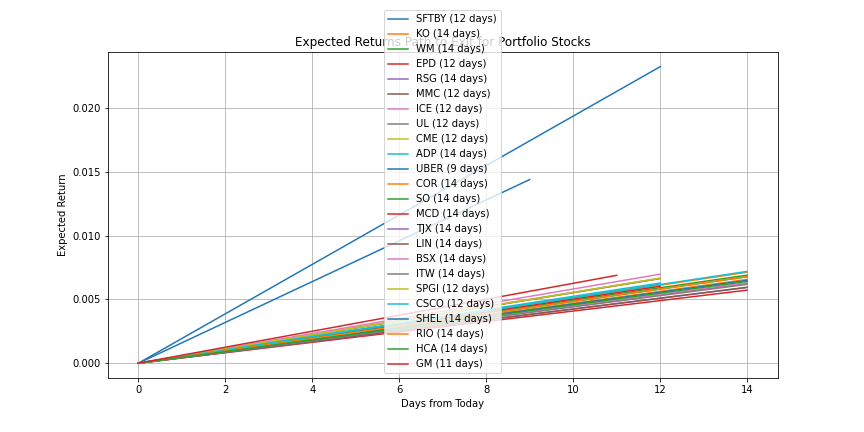 Expected Returns Path to Exit for Portfolio Stocks
SFTBY (12 days)
KO (14 days)
WM (14 days)
EPD (12 days)
RSG (14 days)
MMC (12 days)
ICE (12 days)
UL (12 days)
CME (12 days)
ADP (14 days)
UBER (9 days)
COR (14 days)
SO (14 days)
MCD (14 days)
TJX (14 days)
LIN (14 days)
BSX (14 days)
ITW (14 days)
SPGI (12 days)
CSCO (12 days)
SHEL (14 days)
RIO (14 days)
HCA (14 days)
GM (11 days)
Expected Return
0.020
0.015
0.010
0.005
0.000
0 2 4 6 8 10 12 14
Days from Today